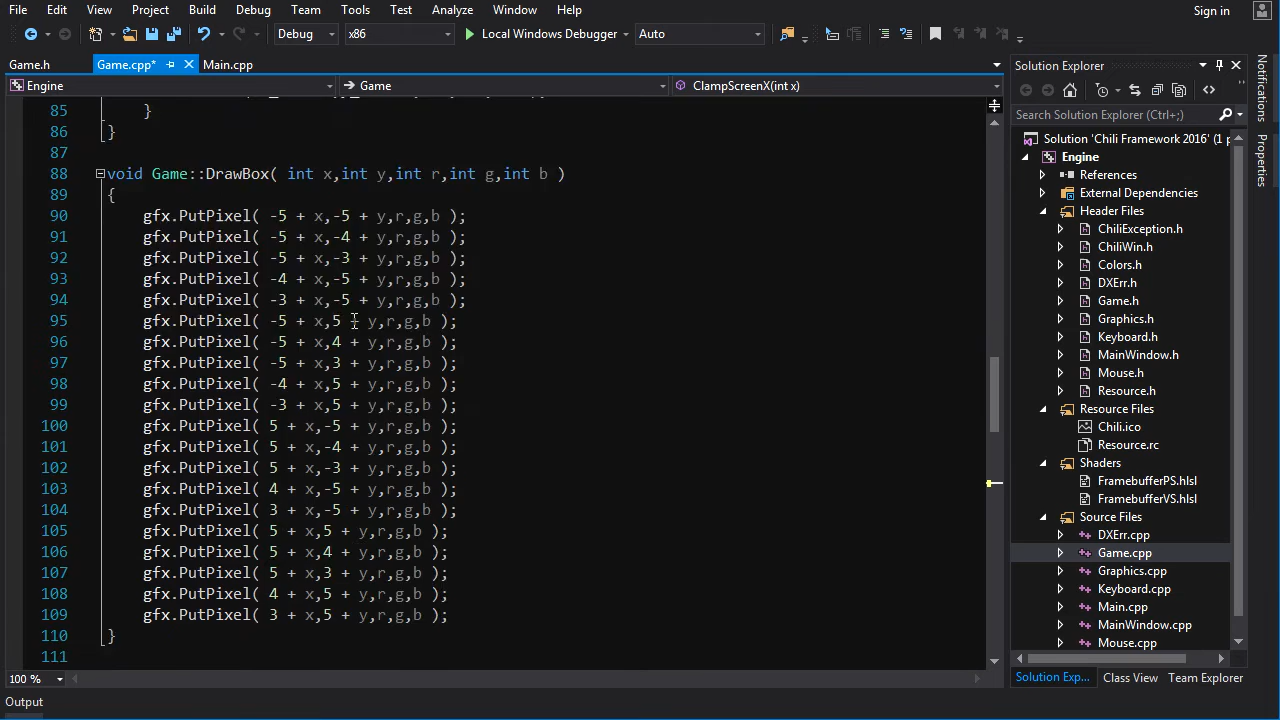 File Edit View Project Build Debug Team Tools Test Analyze Window Help Sign in
Debug x86 Local Windows Debugger Auto
Game.h Game.cpp* Main.cpp
Engine Game ClampScreenX(int x)
85 }
86 }
87
88 void Game::DrawBox( int x,int y,int r,int g,int b )
89 {
90 gfx.PutPixel( -5 + x,-5 + y,r,g,b );
91 gfx.PutPixel( -5 + x,-4 + y,r,g,b );
92 gfx.PutPixel( -5 + x,-3 + y,r,g,b );
93 gfx.PutPixel( -4 + x,-5 + y,r,g,b );
94 gfx.PutPixel( -3 + x,-5 + y,r,g,b );
95 gfx.PutPixel( -5 + x,5 + y,r,g,b );
96 gfx.PutPixel( -5 + x,4 + y,r,g,b );
97 gfx.PutPixel( -5 + x,3 + y,r,g,b );
98 gfx.PutPixel( -4 + x,5 + y,r,g,b );
99 gfx.PutPixel( -3 + x,5 + y,r,g,b );
100 gfx.PutPixel( 5 + x,-5 + y,r,g,b );
101 gfx.PutPixel( 5 + x,-4 + y,r,g,b );
102 gfx.PutPixel( 5 + x,-3 + y,r,g,b );
103 gfx.PutPixel( 4 + x,-5 + y,r,g,b );
104 gfx.PutPixel( 3 + x,-5 + y,r,g,b );
105 gfx.PutPixel( 5 + x,5 + y,r,g,b );
106 gfx.PutPixel( 5 + x,4 + y,r,g,b );
107 gfx.PutPixel( 5 + x,3 + y,r,g,b );
108 gfx.PutPixel( 4 + x,5 + y,r,g,b );
109 gfx.PutPixel( 3 + x,5 + y,r,g,b );
110 }
111
100 %
Output
Solution Explorer
Search Solution Explorer (Ctrl+;)
Solution 'Chili Framework 2016' (1 p
Engine
References
External Dependencies
Header Files
ChiliException.h
ChiliWin.h
Colors.h
DXErr.h
Game.h
Graphics.h
Keyboard.h
MainWindow.h
Mouse.h
Resource.h
Resource Files
Chili.ico
Resource.rc
Shaders
FramebufferPS.hlsl
FramebufferVS.hlsl
Source Files
DXErr.cpp
Game.cpp
Graphics.cpp
Keyboard.cpp
Main.cpp
MainWindow.cpp
Mouse.cpp
Solution Exp... Class View Team Explorer
Notifications
Properties